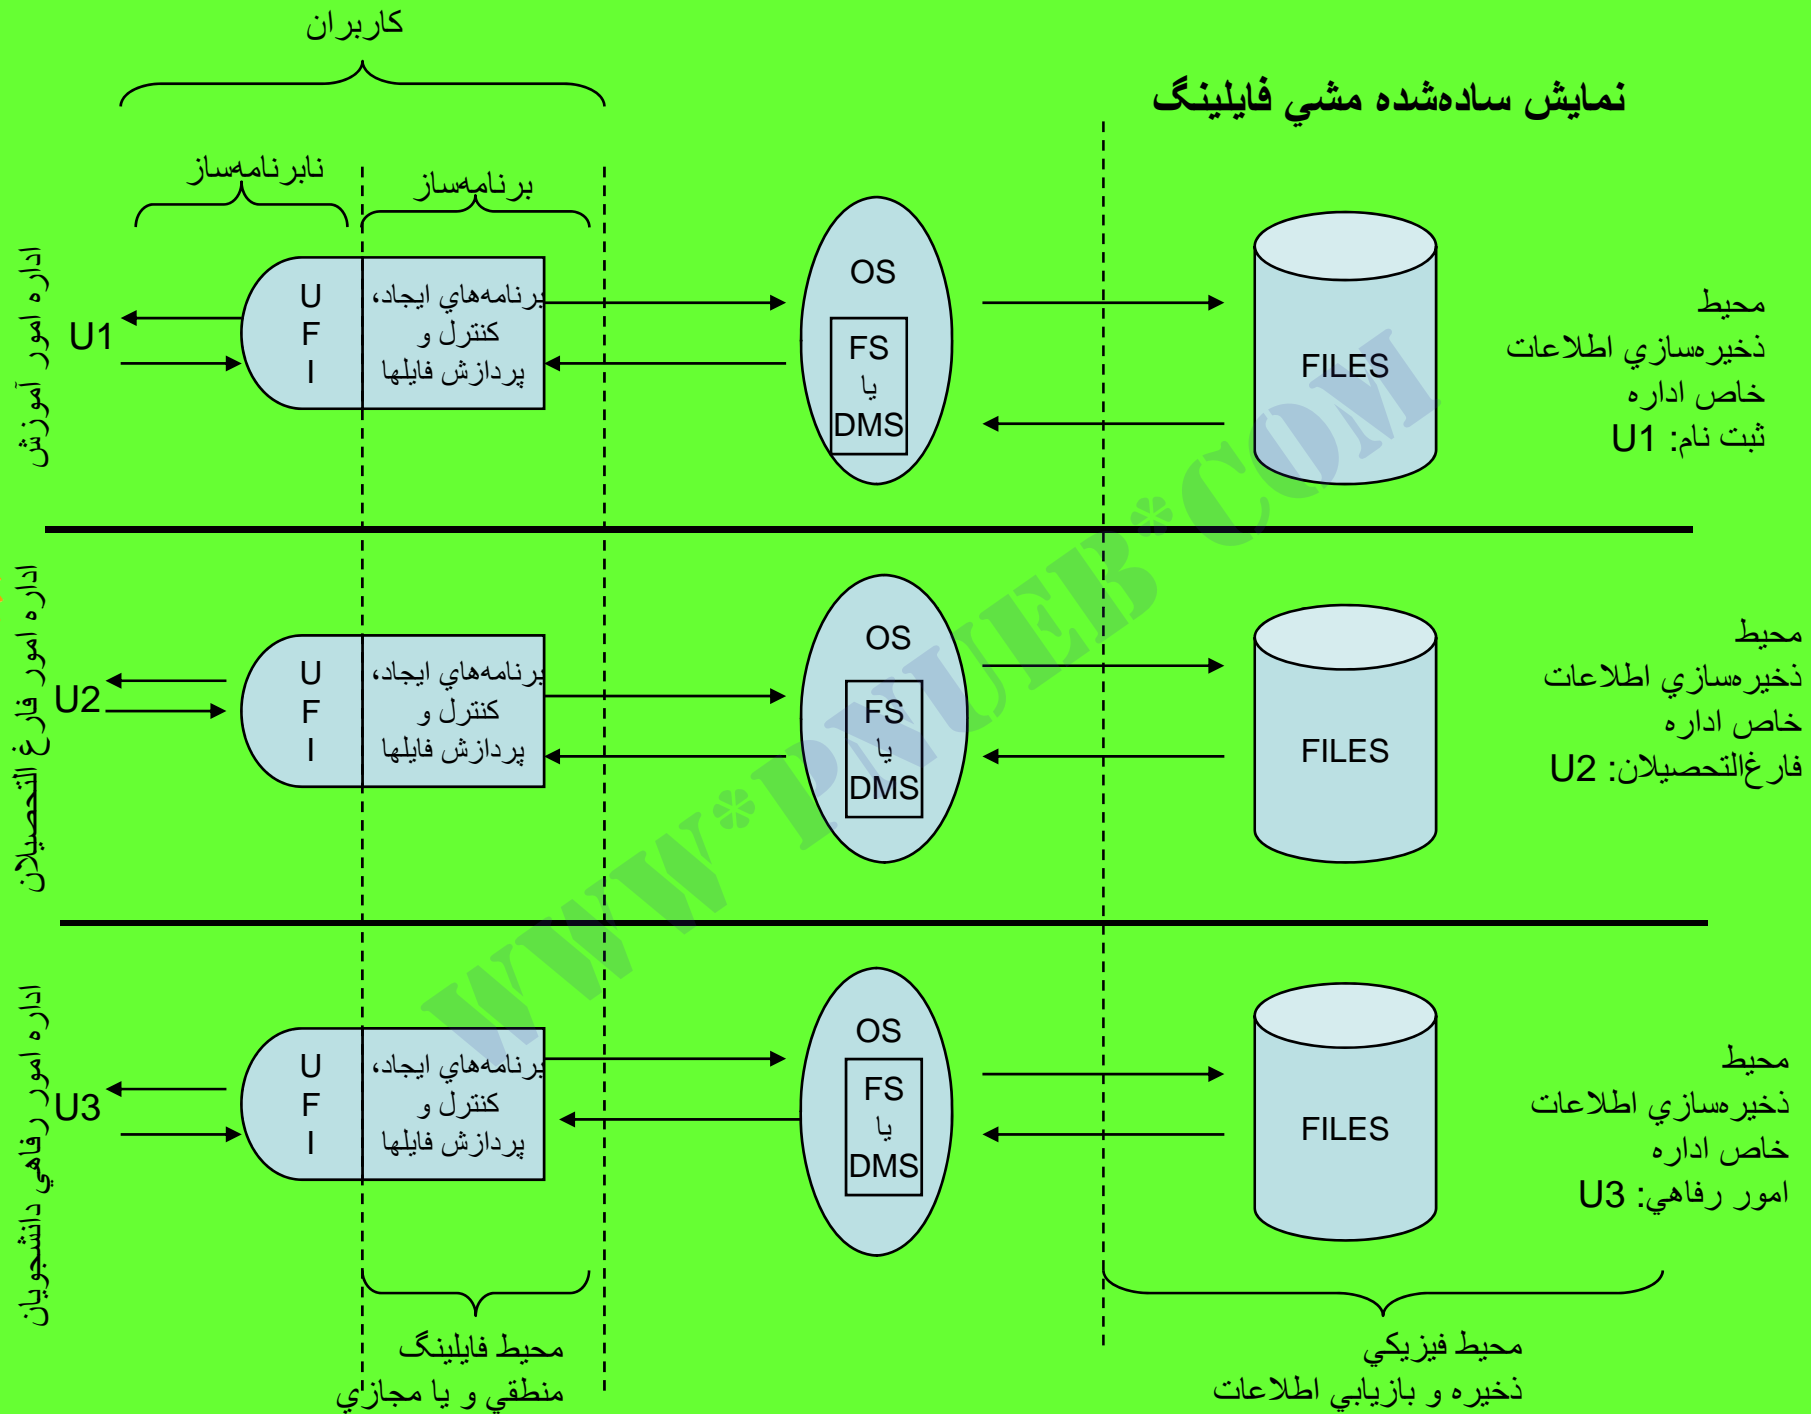 کاربران
نمايش ساده‌شده مشي فايلينگ
نابرنامه‌ساز
برنامه‌ساز
اداره امور آموزش
U1
U
F
I
برنامه‌هاي ايجاد،
كنترل و
پردازش فايلها
OS
FS
يا
DMS
FILES
محيط
ذخيره‌سازي اطلاعات
خاص اداره
ثبت نام: U1
اداره امور فارغ التحصيلان
U2
U
F
I
برنامه‌هاي ايجاد،
كنترل و
پردازش فايلها
OS
FS
يا
DMS
FILES
محيط
ذخيره‌سازي اطلاعات
خاص اداره
فارغ‌التحصيلان: U2
اداره امور رفاهي دانشجويان
U3
U
F
I
برنامه‌هاي ايجاد،
كنترل و
پردازش فايلها
OS
FS
يا
DMS
FILES
محيط
ذخيره‌سازي اطلاعات
خاص اداره
امور رفاهي: U3
محيط فايلينگ
منطقي و يا مجازي
محيط فيزيكي
ذخيره و بازيابي اطلاعات
WWW*PNUEB*COM